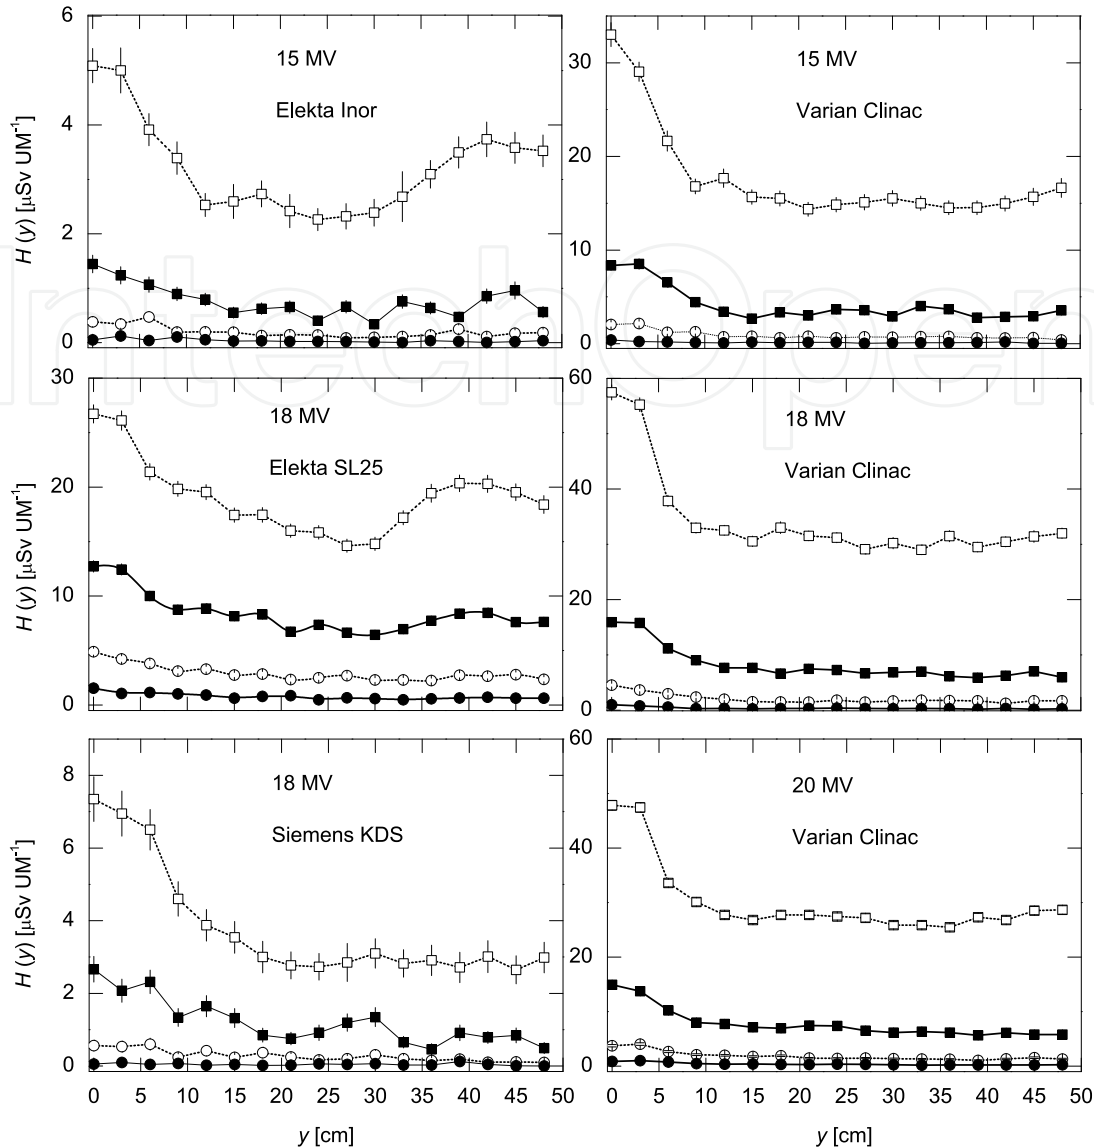 6
4
2
0
H (y) [μSv UM⁻¹]
15 MV
Elekta Inor
30
20
10
0
15 MV
Varian Clinac
30
20
10
0
H (y) [μSv UM⁻¹]
18 MV
Elekta SL25
60
40
20
0
18 MV
Varian Clinac
8
6
4
2
0
H (y) [μSv UM⁻¹]
18 MV
Siemens KDS
0 5 10 15 20 25 30 35 40 45 50
y [cm]
60
40
20
0
20 MV
Varian Clinac
0 5 10 15 20 25 30 35 40 45 50
y [cm]
IntechOpen